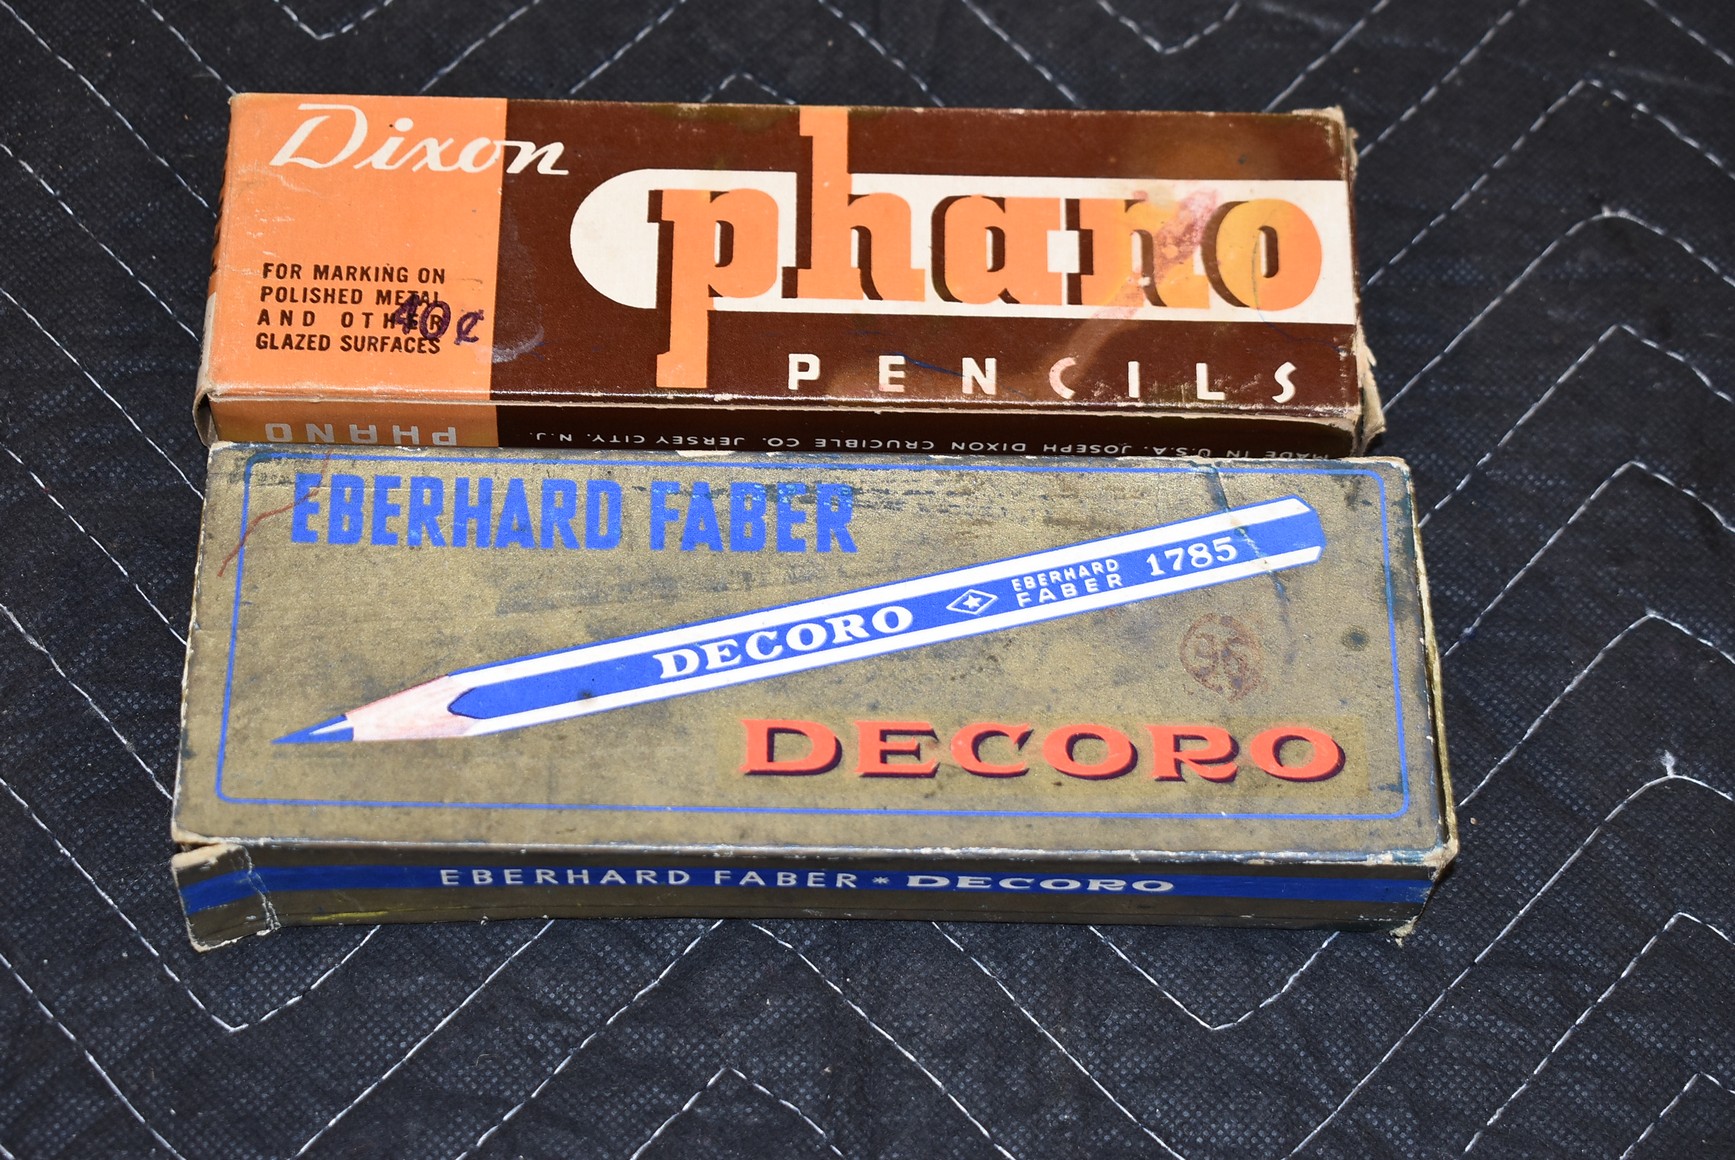 Dixon
phano
PENCILS
FOR MARKING ON
POLISHED METAL
AND OTHER
GLAZED SURFACES
40¢
PHANO
MADE IN U.S.A. JOSEPH DIXON CRUCIBLE CO. JERSEY CITY, N.J.
EBERHARD FABER
DECORO EBERHARD FABER 1785
DECORO
EBERHARD FABER * DECORO